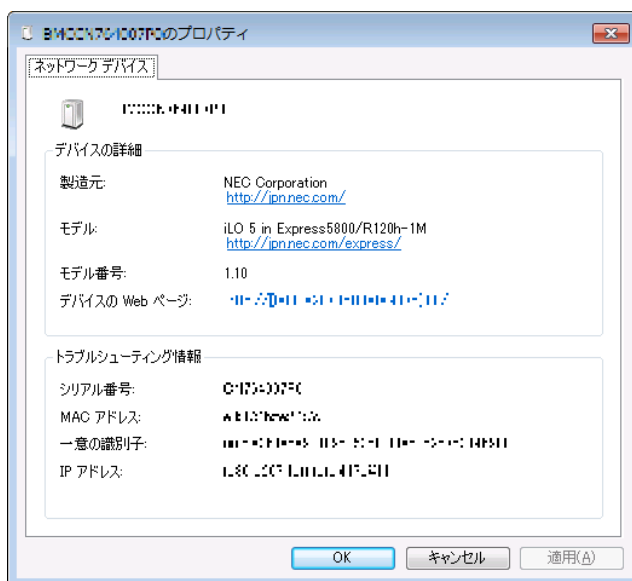 のプロパティ
ネットワーク デバイス
デバイスの詳細
製造元: NEC Corporation
http://jpn.nec.com/
モデル: iLO 5 in Express5800/R120h-1M
http://jpn.nec.com/express/
モデル番号: 1.10
デバイスの Web ページ:
トラブルシューティング情報
シリアル番号:
MAC アドレス:
一意の識別子:
IP アドレス:
OK キャンセル 適用(A)